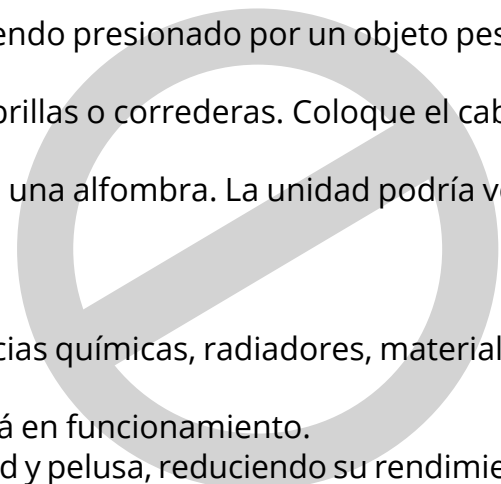 endo presionado por un objeto pes
orillas o correderas. Coloque el cab
una alfombra. La unidad podría v
cias químicas, radiadores, material
á en funcionamiento.
d y pelusa, reduciendo su rendimie